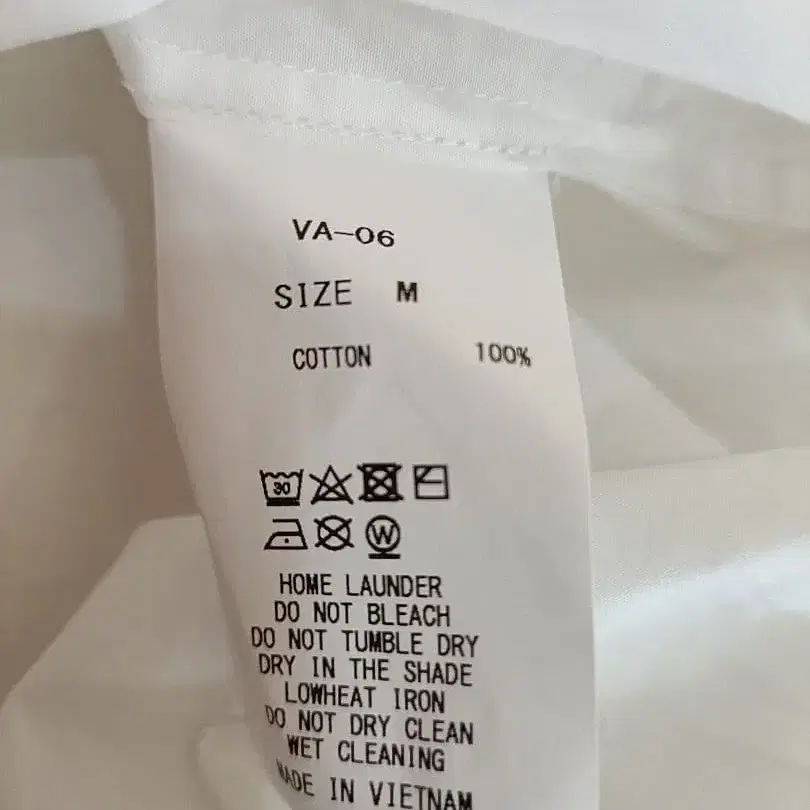 VA-06
SIZE M
COTTON 100%
30
W
HOME LAUNDER
DO NOT BLEACH
DO NOT TUMBLE DRY
DRY IN THE SHADE
LOWHEAT IRON
DO NOT DRY CLEAN
WET CLEANING
MADE IN VIETNAM